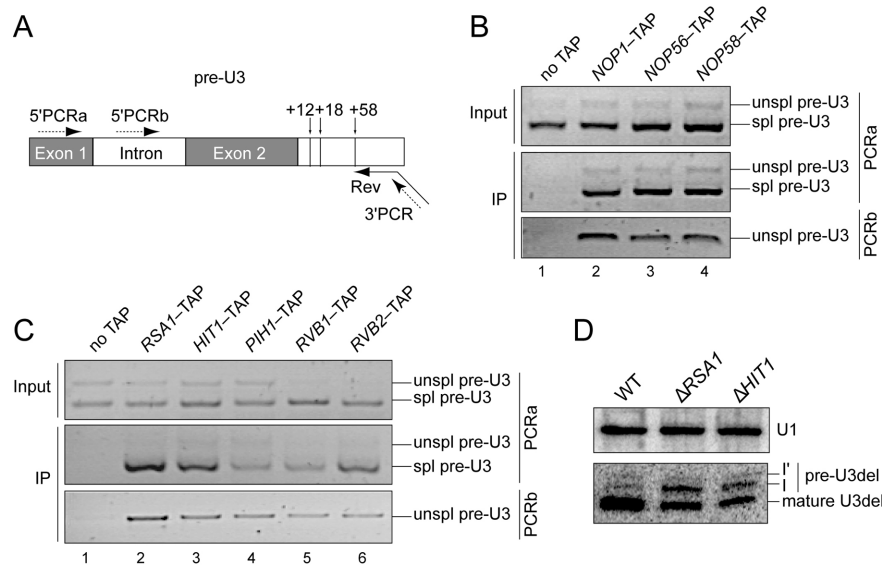 A
pre-U3
+12 +18 +58
5'PCRa 5'PCRb
Exon 1 Intron Exon 2
Rev
3'PCR
B
no TAP NOP1–TAP NOP56–TAP NOP58–TAP
Input
unspl pre-U3
spl pre-U3
PCRa
IP
unspl pre-U3
spl pre-U3
unspl pre-U3
PCRb
1 2 3 4
C
no TAP RSA1–TAP HIT1–TAP PIH1–TAP RVB1–TAP RVB2–TAP
Input
unspl pre-U3
spl pre-U3
PCRa
IP
unspl pre-U3
spl pre-U3
unspl pre-U3
PCRb
1 2 3 4 5 6
D
WT ΔRSA1 ΔHIT1
U1
I'
I
pre-U3del
mature U3del